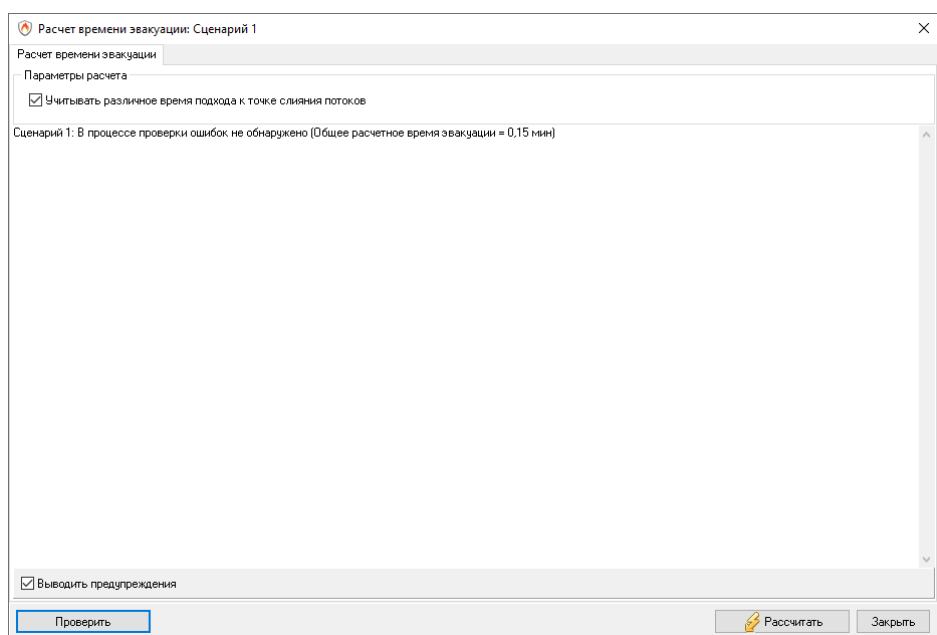 Расчет времени эвакуации: Сценарий 1
Расчет времени эвакуации
Параметры расчета
Учитывать различное время подхода к точке слияния потоков
Сценарий 1: В процессе проверки ошибок не обнаружено (Общее расчетное время эвакуации = 0,15 мин)
Выводить предупреждения
Проверить
Рассчитать
Закрыть